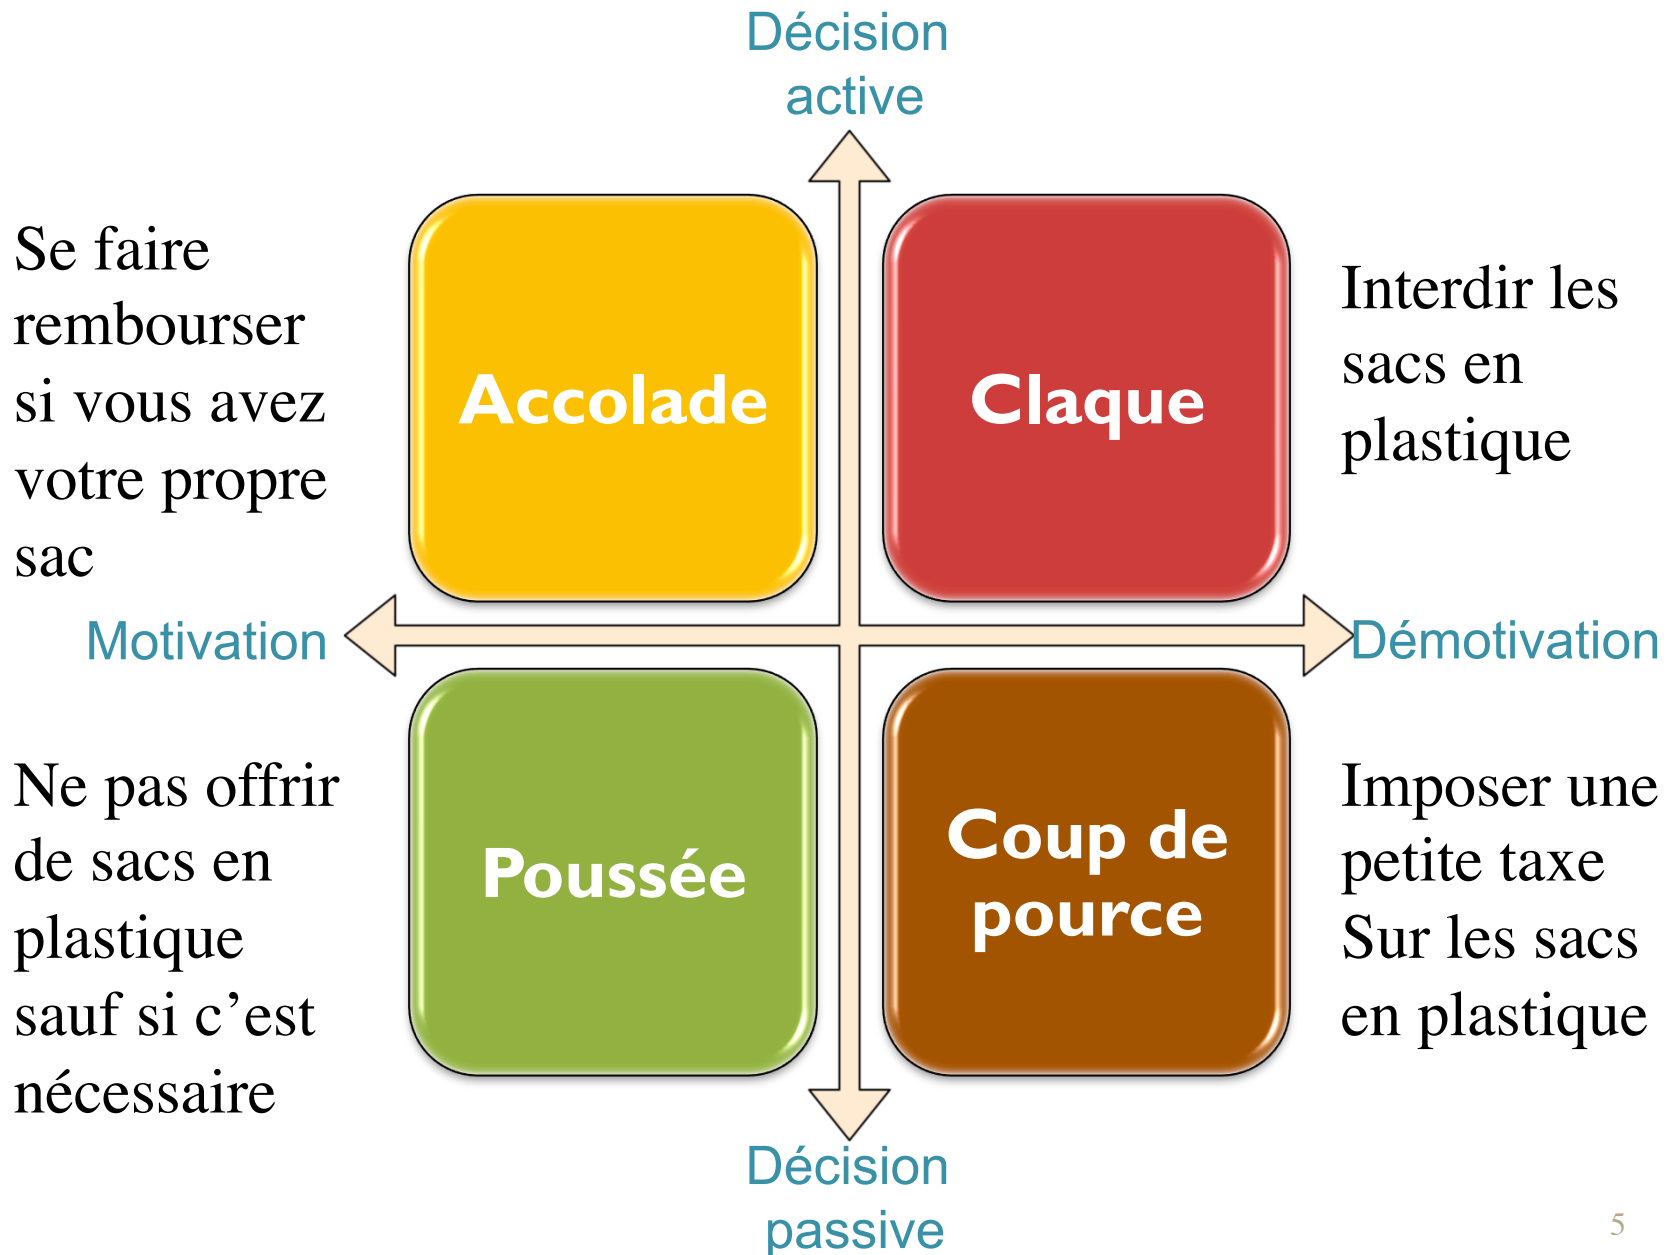 Décision
active
Se faire
rembourser
si vous avez
votre propre
sac
Accolade
Claque
Interdir les
sacs en
plastique
Motivation
Démotivation
Ne pas offrir
de sacs en
plastique
sauf si c’est
nécessaire
Poussée
Coup de
pource
Imposer une
petite taxe
Sur les sacs
en plastique
Décision
passive
5